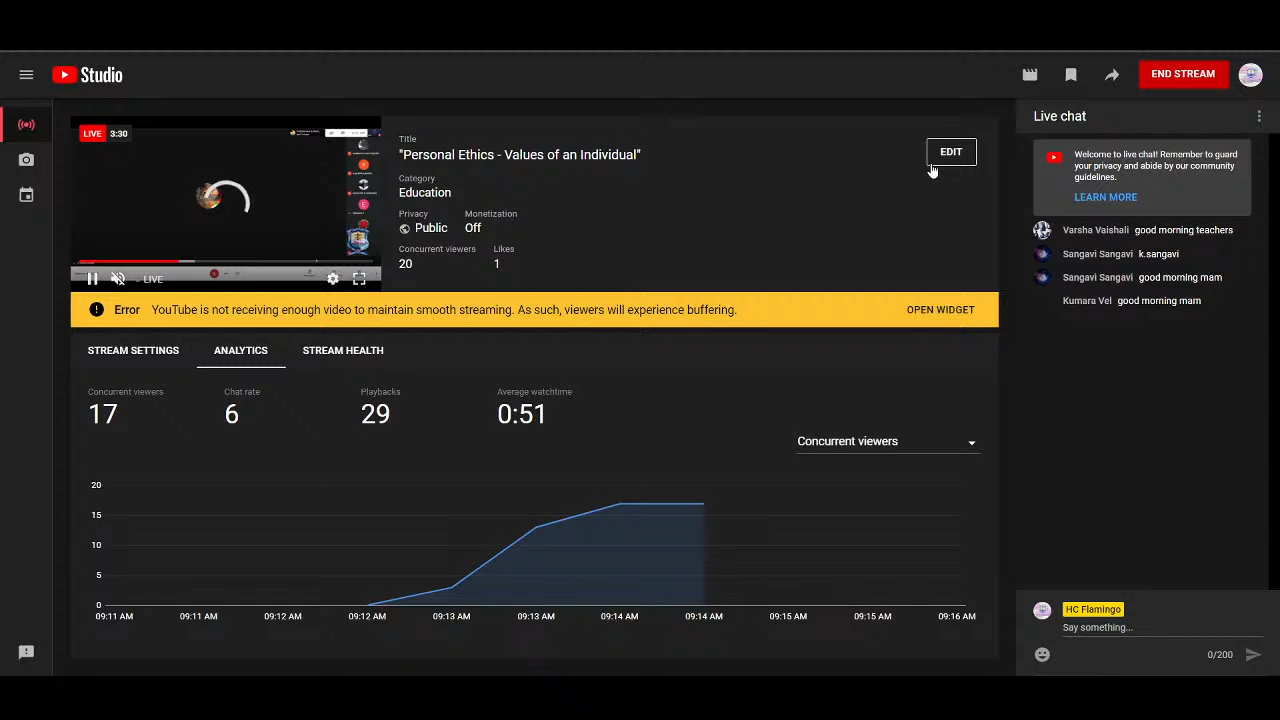 Studio
END STREAM
LIVE 3:30
LIVE
Title
"Personal Ethics - Values of an Individual"
Category
Education
Privacy Monetization
Public Off
Concurrent viewers Likes
20 1
EDIT
Error YouTube is not receiving enough video to maintain smooth streaming. As such, viewers will experience buffering. OPEN WIDGET
STREAM SETTINGS ANALYTICS STREAM HEALTH
Concurrent viewers Chat rate Playbacks Average watchtime
17 6 29 0:51
Concurrent viewers
20
15
10
5
0
09:11 AM 09:11 AM 09:12 AM 09:12 AM 09:13 AM 09:13 AM 09:14 AM 09:14 AM 09:15 AM 09:15 AM 09:16 AM
Live chat
Welcome to live chat! Remember to guard
your privacy and abide by our community
guidelines.
LEARN MORE
Varsha Vaishali good morning teachers
Sangavi Sangavi k.sangavi
Sangavi Sangavi good morning mam
Kumara Vel good morning mam
HC Flamingo
Say something...
0/200